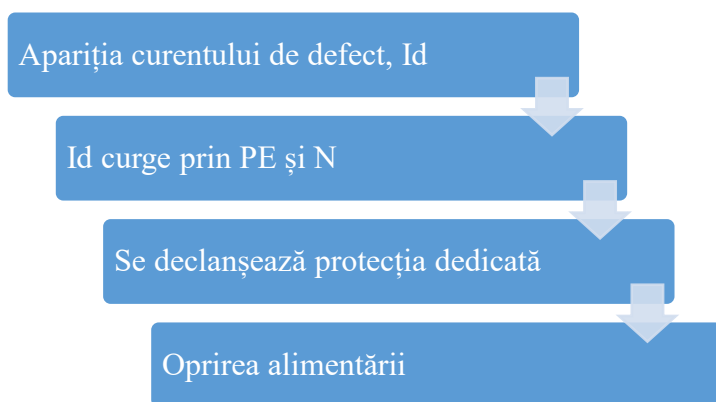 Apariția curentului de defect, Id
Id curge prin PE și N
Se declanșează protecția dedicată
Oprirea alimentării